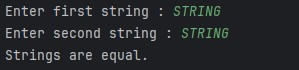 Enter first string : STRING
Enter second string : STRING
Strings are equal.